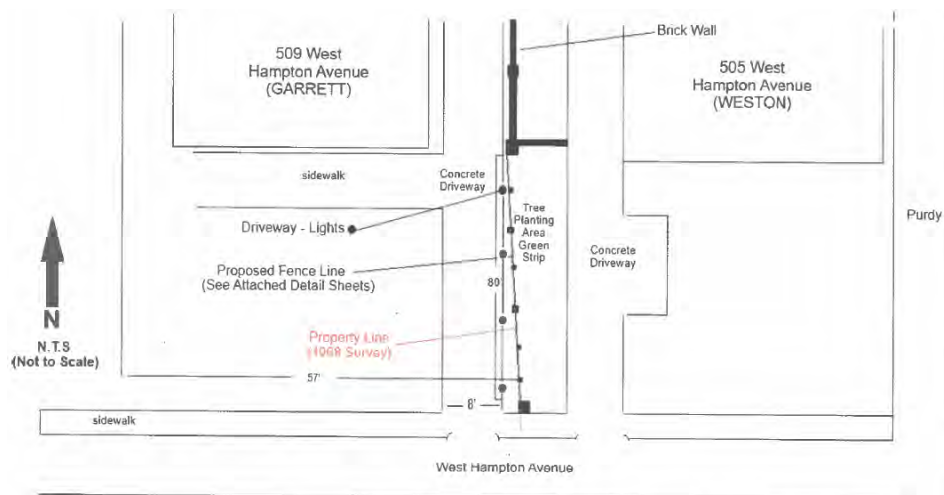 Brick Wall
509 West
Hampton Avenue
(GARRETT)
505 West
Hampton Avenue
(WESTON)
sidewalk
Concrete
Driveway
Tree
Planting
Area
Green
Strip
Purdy
Driveway - Lights
Concrete
Driveway
Proposed Fence Line
(See Attached Detail Sheets)
80'
N
N.T.S
(Not to Scale)
Property Line
Survey)
57'
8'
sidewalk
West Hampton Avenue